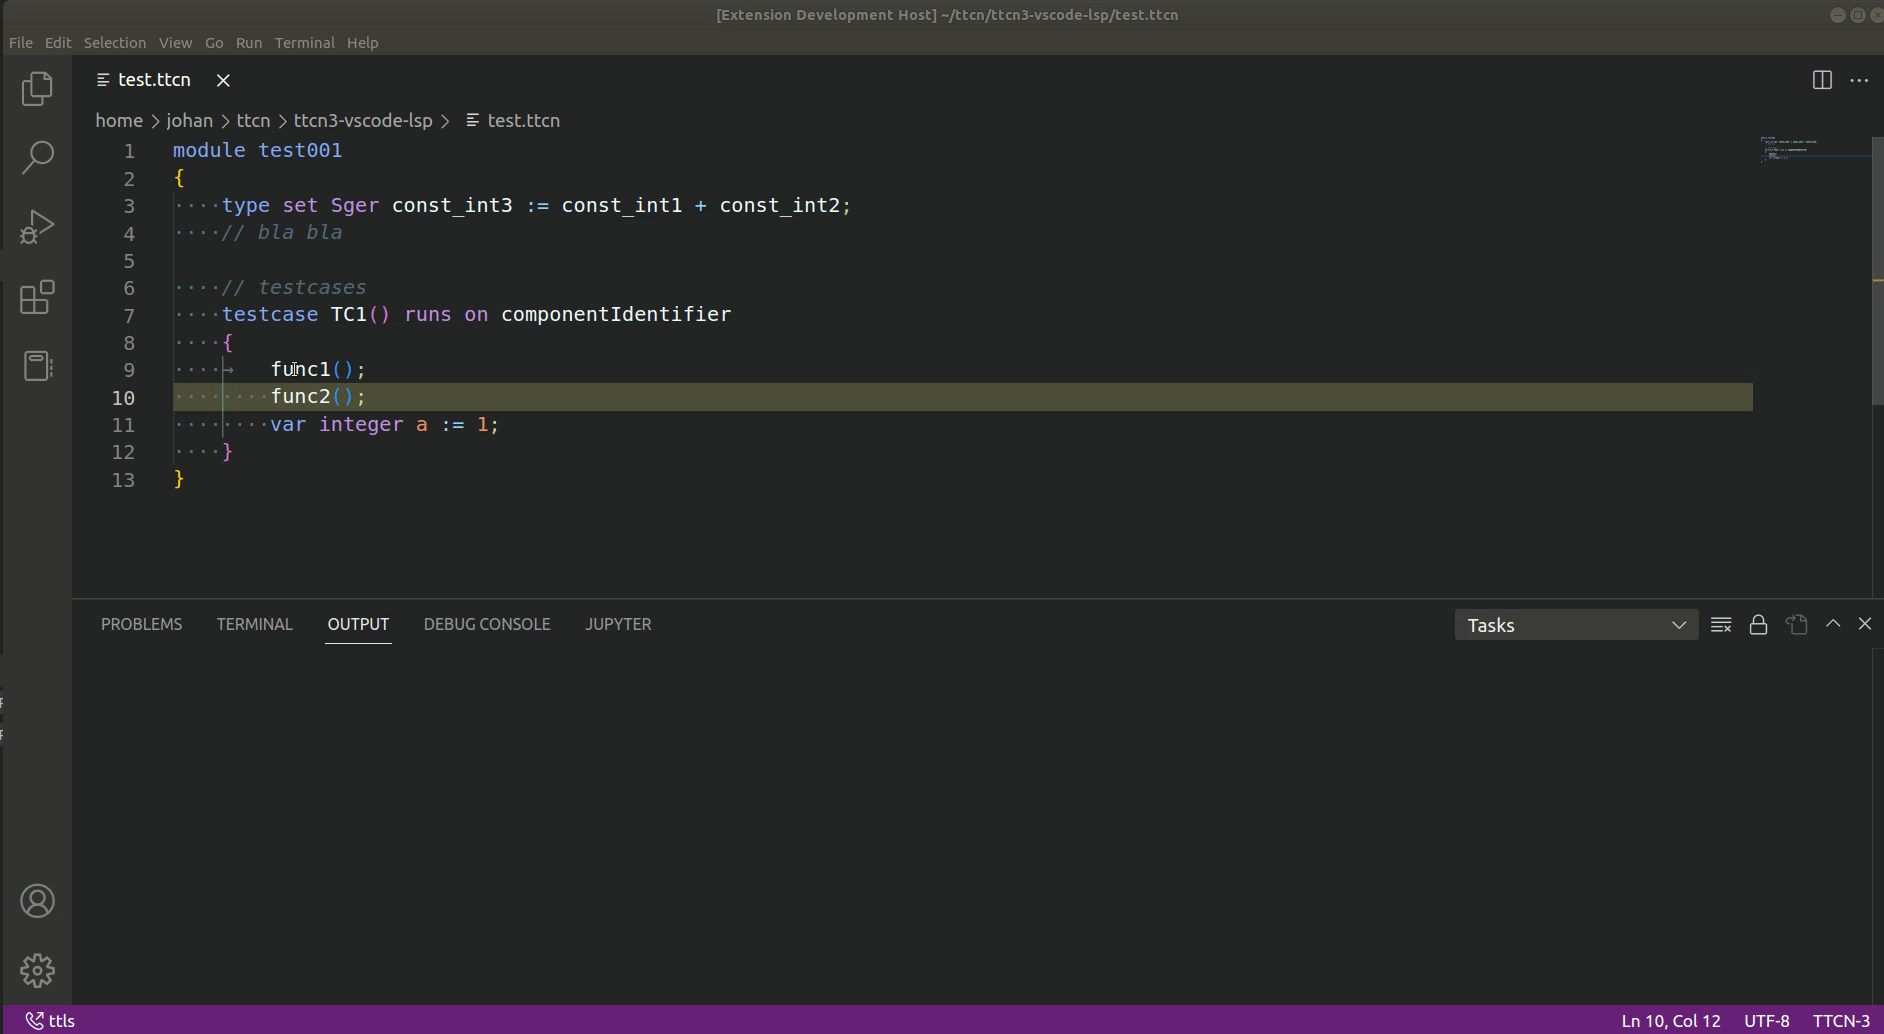 [Extension Development Host] ~/ttcn/ttcn3-vscode-lsp/test.ttcn
File Edit Selection View Go Run Terminal Help
test.ttcn
home > johan > ttcn > ttcn3-vscode-lsp > test.ttcn
1 module test001
2 {
3 ····type set Sger const_int3 := const_int1 + const_int2;
4 ····// bla bla
5
6 ····// testcases
7 ····testcase TC1() runs on componentIdentifier
8 ····{
9 ····→ func1();
10 ········func2();
11 ········var integer a := 1;
12 ····}
13 }
PROBLEMS TERMINAL OUTPUT DEBUG CONSOLE JUPYTER Tasks
ttls Ln 10, Col 12 UTF-8 TTCN-3